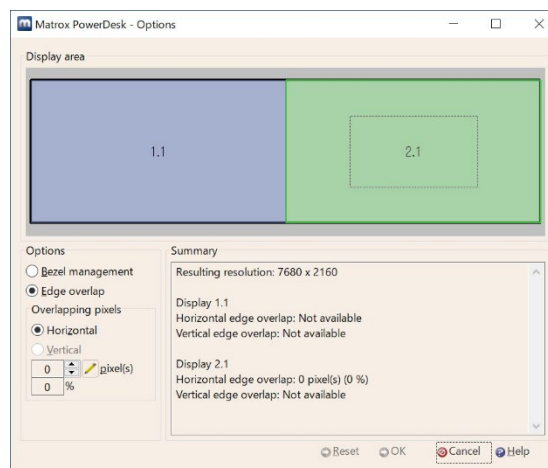 Matrox PowerDesk - Options
Display area
1.1
2.1
Options
Bezel management
Edge overlap
Overlapping pixels
Horizontal
Vertical
0 pixel(s)
0 %
Summary
Resulting resolution: 7680 x 2160
Display 1.1
Horizontal edge overlap: Not available
Vertical edge overlap: Not available
Display 2.1
Horizontal edge overlap: 0 pixel(s) (0 %)
Vertical edge overlap: Not available
Reset OK Cancel Help